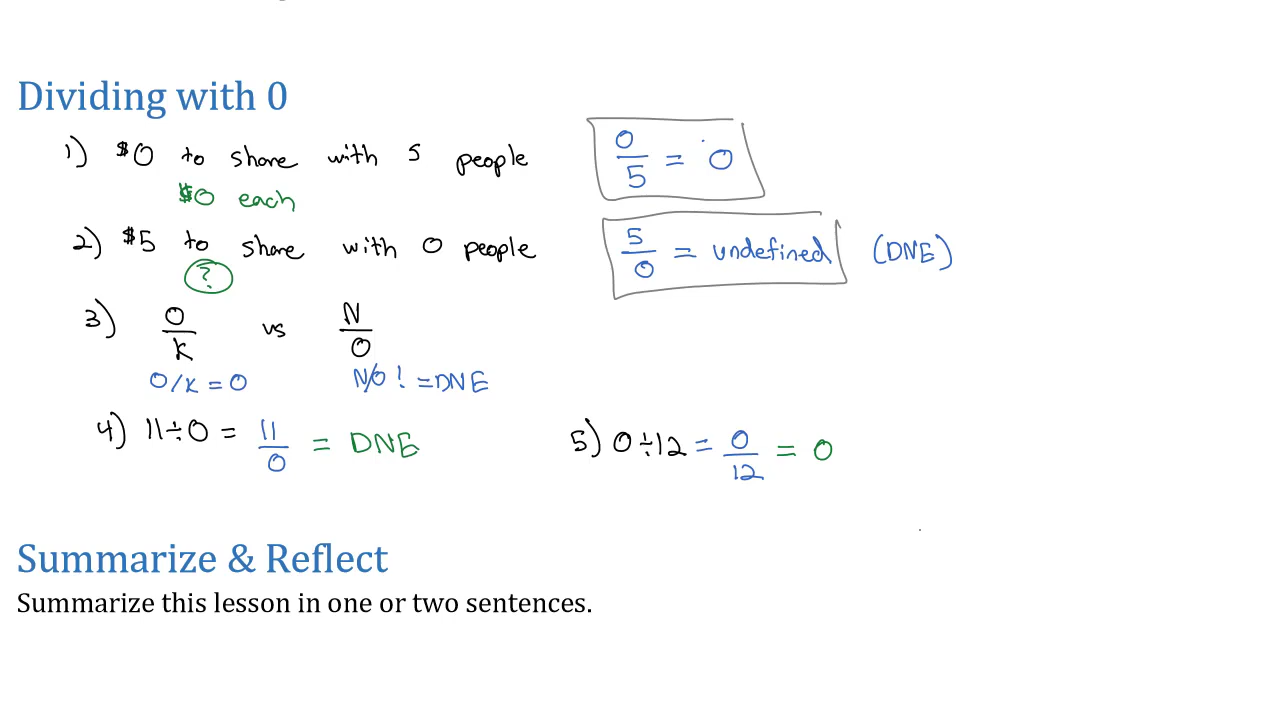 Dividing with 0
1) $0 to share with 5 people 0/5 = 0
$0 each
2) $5 to share with 0 people 5/0 = undefined (DNE)
?
3) 0/K vs N/0
0/K = 0 N/0! = DNE
4) 11÷0 = 11/0 = DNE 5) 0÷12 = 0/12 = 0
Summarize & Reflect
Summarize this lesson in one or two sentences.